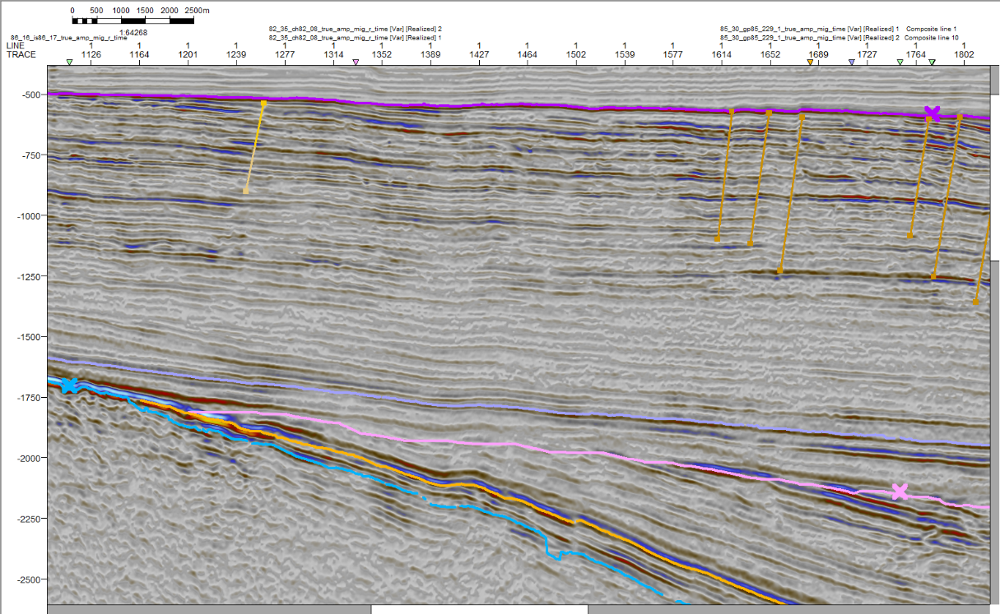 0 500 1000 1500 2000 2500m
1:64268
82_35_ch82_08_true_amp_mig_r_time [Var] [Realized] 2
85_30_gp85_229_1_true_amp_mig_time [Var] [Realized] 1 Composite line 1
86_16_is86_17_true_amp_mig_r_time
82_35_ch82_08_true_amp_mig_r_time [Var] [Realized] 1
85_30_gp85_229_1_true_amp_mig_time [Var] [Realized] 2 Composite line 10
LINE 1 1 1 1 1 1 1 1 1 1 1 1 1 1 1 1 1 1 1
TRACE 1126 1164 1201 1239 1277 1314 1352 1389 1427 1464 1502 1539 1577 1614 1652 1689 1727 1764 1802
-500
-750
-1000
-1250
-1500
-1750
-2000
-2250
-2500